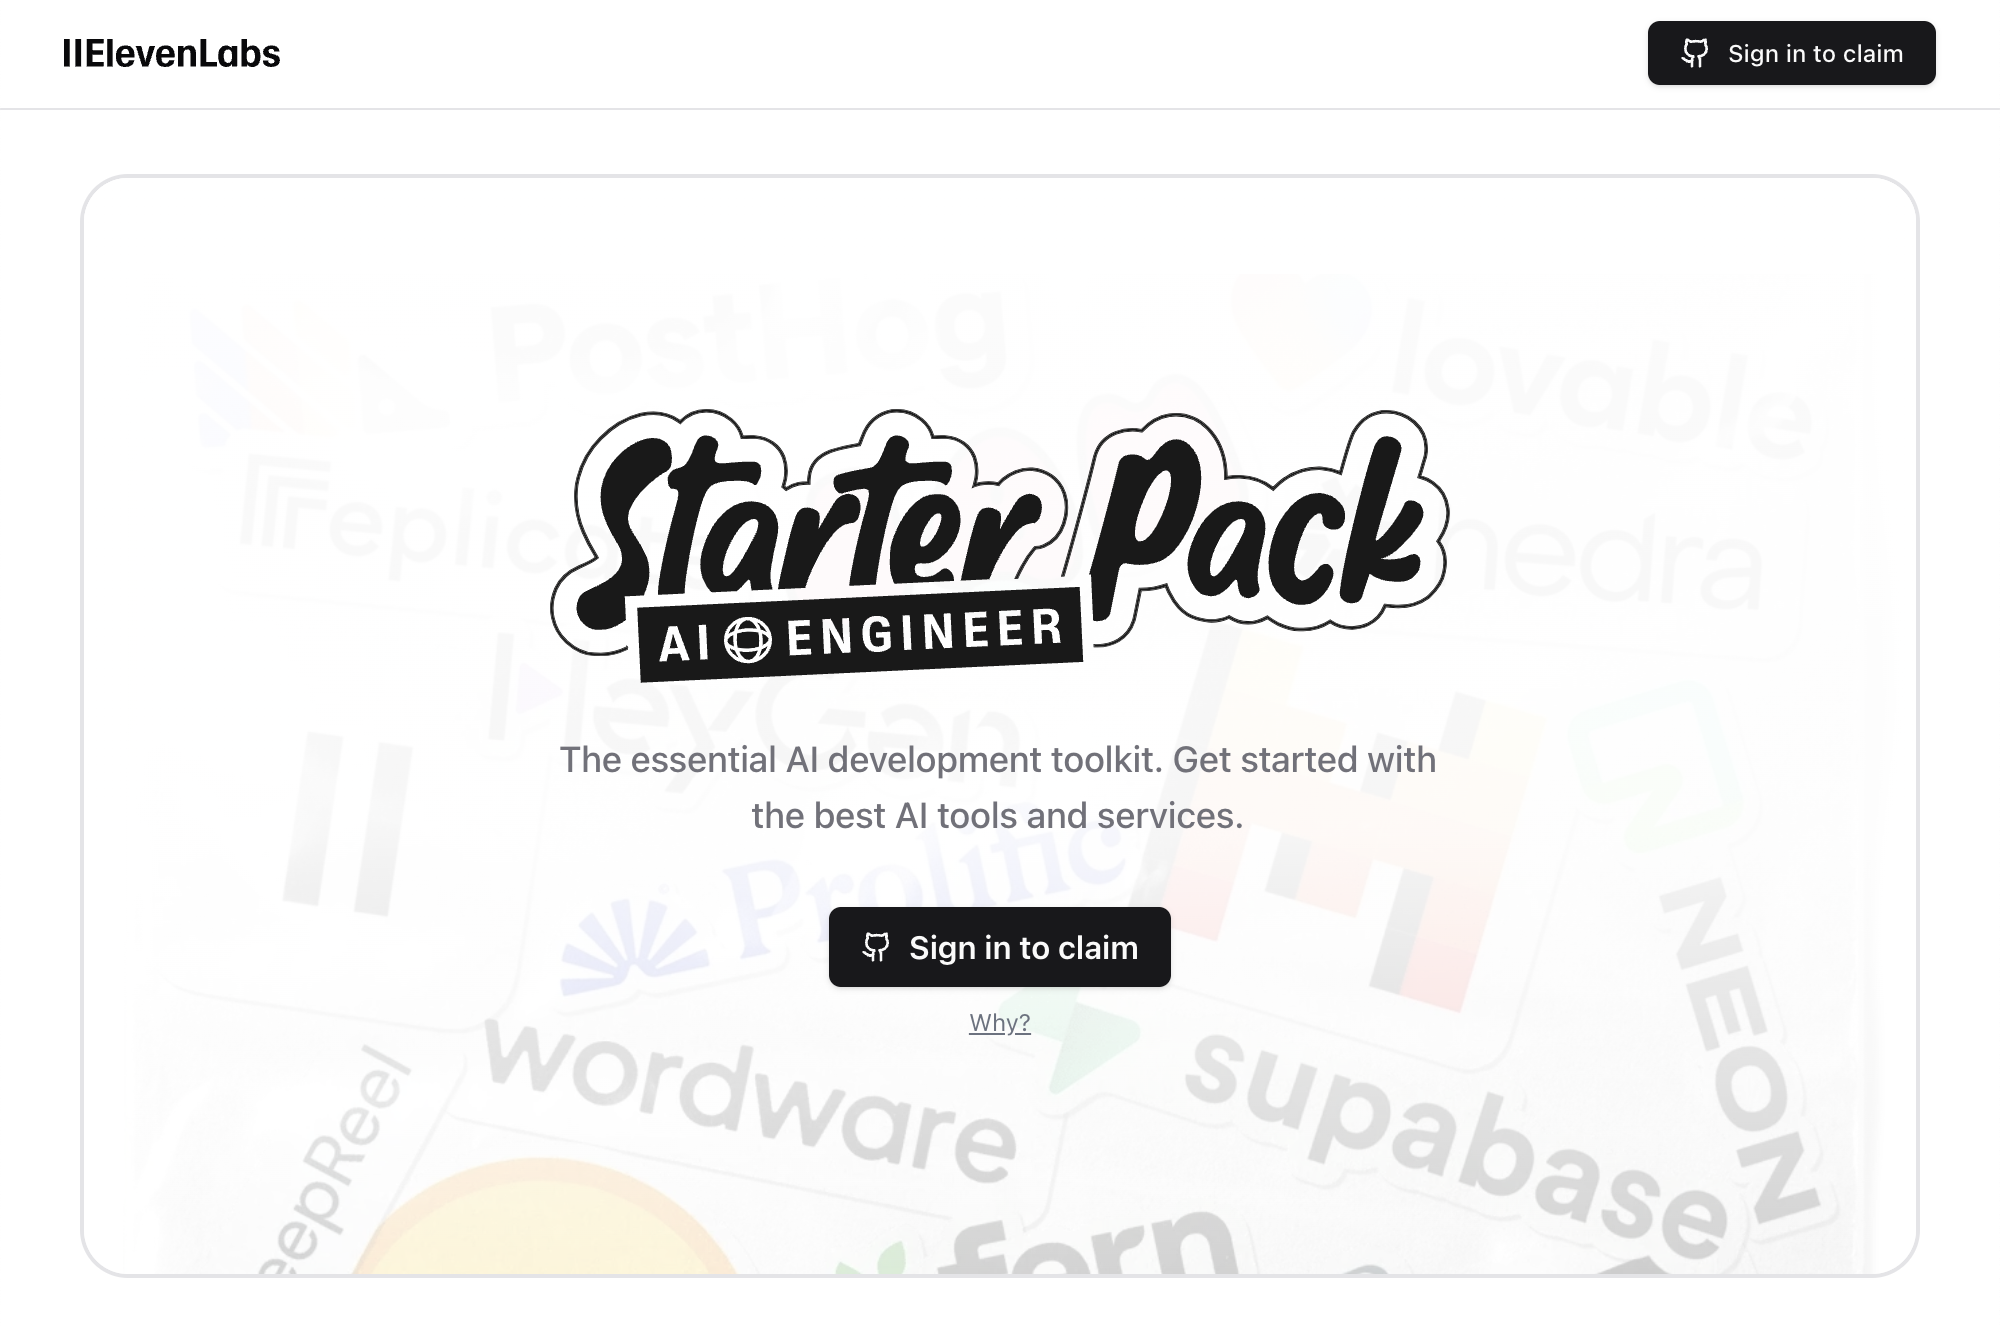 IIElevenLabs
Sign in to claim
PostHog
lovable
replicate
hedra
Starter Pack
AI ENGINEER
HeyGen
The essential AI development toolkit. Get started with
the best AI tools and services.
Prolific
Sign in to claim
Why?
NEON
wordware
supabase
eepReel
fern